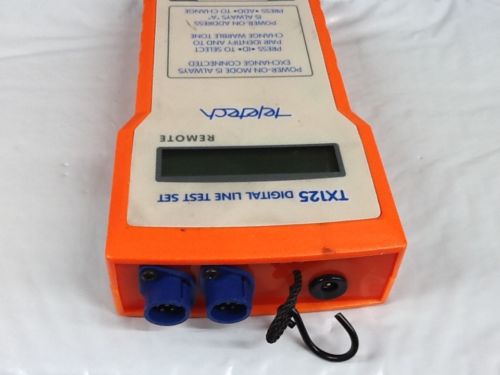 TX125 DIGITAL LINE TEST SET
REMOTE
Teletech
POWER-ON MODE IS ALWAYS
EXCHANGE CONNECTED
PRESS •ID• TO SELECT
PAIR IDENTIFY AND TO
CHANGE WARBLE TONE
POWER-ON ADDRESS
IS ALWAYS "A"
PRESS •ADD• TO CHANGE